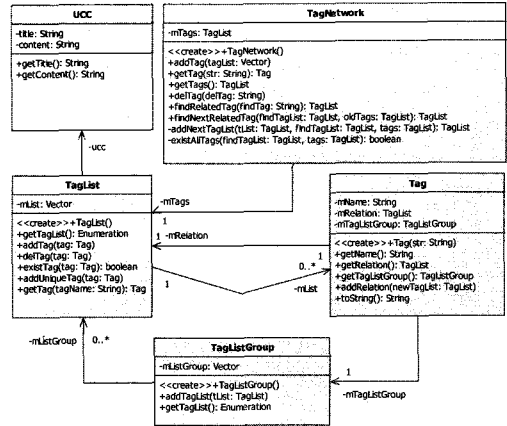 UCC
-title: String
-content: String
+getTitle(): String
+getContent(): String
TagNetwork
-mTags: TagList
<<create>>+TagNetwork()
+addTag(tagList: Vector)
+getTag(str: String): Tag
+getTags(): TagList
+delTag(delTag: String)
+findRelatedTag(findTag: String): TagList
+findNextRelatedTag(findTagList: TagList, oldTags: TagList): TagList
-addNextTagList(tList: TagList, findTagList: TagList, tags: TagList): TagList
-existAllTags(findTagList: TagList, tags: TagList): boolean
-ucc
TagList
-mList: Vector
<<create>>+TagList()
+getTagList(): Enumeration
+addTag(tag: Tag)
+delTag(tag: Tag)
+existTag(tag: Tag): boolean
+addUniqueTag(tag: Tag)
+getTag(tagName: String): Tag
-mTags
1
1 -mRelation
1
1
0..*
-mList
Tag
-mName: String
-mRelation: TagList
-mTagListGroup: TagListGroup
<<create>>+Tag(str: String)
+getName(): String
+getRelation(): TagList
+getTagListGroup(): TagListGroup
+addRelation(newTagList: TagList)
+toString(): String
-mListGroup 0..*
TagListGroup
-mListGroup: Vector
<<create>>+TagListGroup()
+addTagList(tList: TagList)
+getTagList(): Enumeration
1
-mTagListGroup